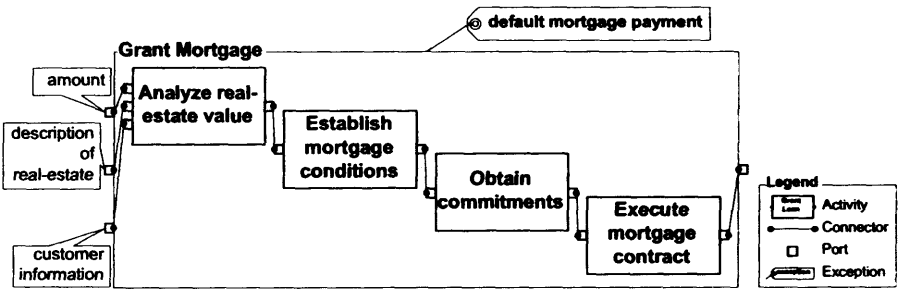 default mortgage payment
Grant Mortgage
amount
Analyze real-
estate value
description
of
real-estate
Establish
mortgage
conditions
Obtain
commitments
Execute
mortgage
contract
customer
information
Legend
Activity
Connector
Port
Exception